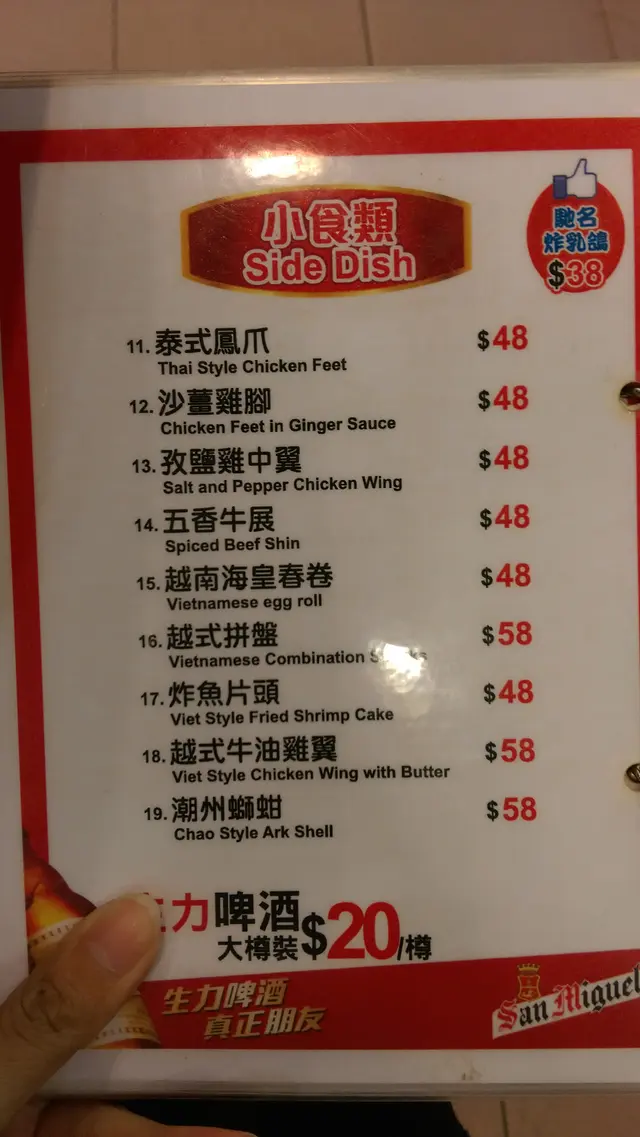 小食類
Side Dish
馳名
炸乳鴿
$38
11. 泰式鳳爪 $48
Thai Style Chicken Feet
12. 沙薑雞腳 $48
Chicken Feet in Ginger Sauce
13. 孜鹽雞中翼 $48
Salt and Pepper Chicken Wing
14. 五香牛展 $48
Spiced Beef Shin
15. 越南海皇春卷 $48
Vietnamese egg roll
16. 越式拼盤 $58
Vietnamese Combination
17. 炸魚片頭 $48
Viet Style Fried Shrimp Cake
18. 越式牛油雞翼 $58
Viet Style Chicken Wing with Butter
19. 潮州螄蚶 $58
Chao Style Ark Shell
力啤酒
大樽裝$20/樽
生力啤酒
真正朋友
San Miguel